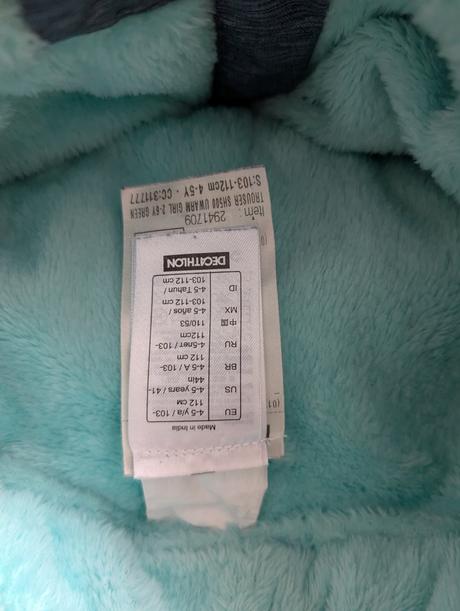 Made in India
EU 4-5 y/a / 103-
112 см
US 4-5 years / 41-
44in
BR 4-5 A / 103-
112 cm
RU 4-5лет / 103-
112cm
中国 110/53
MX 4-5 años /
103-112 cm
ID 4-5 Tahun /
103-112 cm
DECATHLON
Item : 2941709
TROUSER SH500 UWARM GIRL 2-6Y GREEN
S:103-112cm 4-5Y - CC:311777